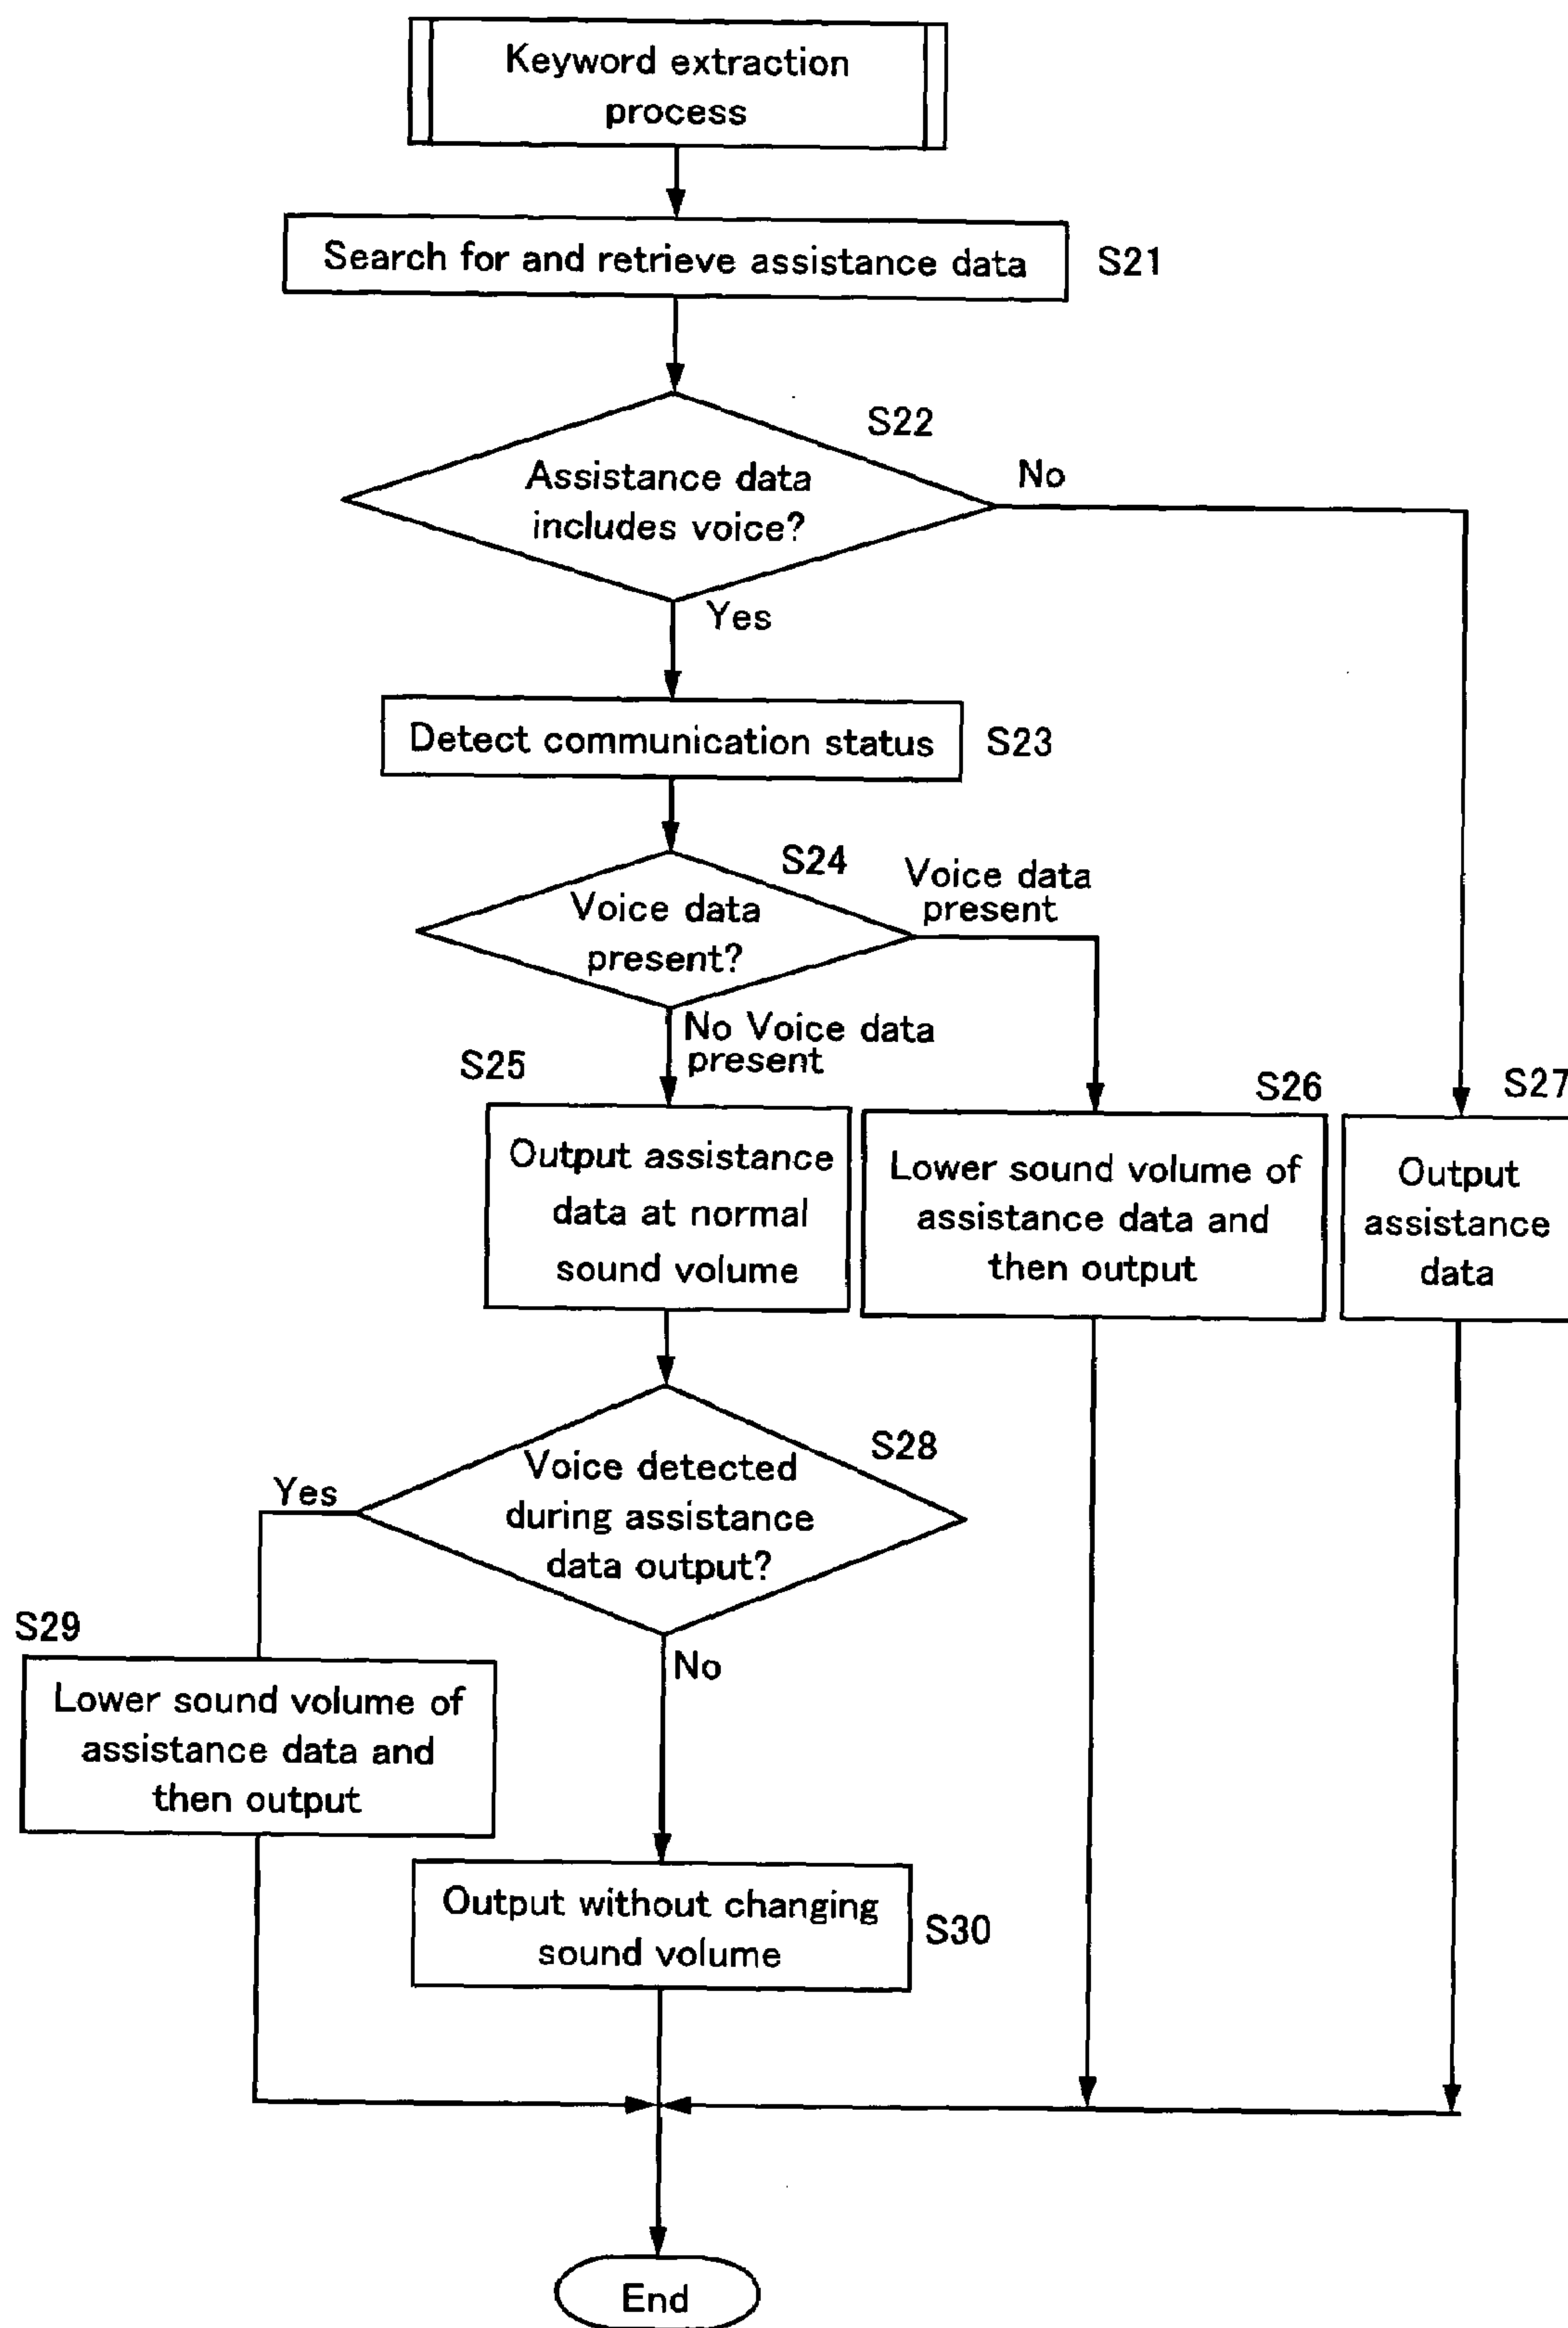 Keyword extraction
process
Search for and retrieve assistance data
S21
S22
Assistance data
includes voice?
No
Yes
Detect communication status
S23
S24
Voice data
present?
Voice data
present
No Voice data
present
S25
Output assistance
data at normal
sound volume
S26
Lower sound volume of
assistance data and
then output
S27
Output
assistance
data
S28
Voice detected
during assistance
data output?
Yes
No
S29
Lower sound volume of
assistance data and
then output
Output without changing
sound volume
S30
End